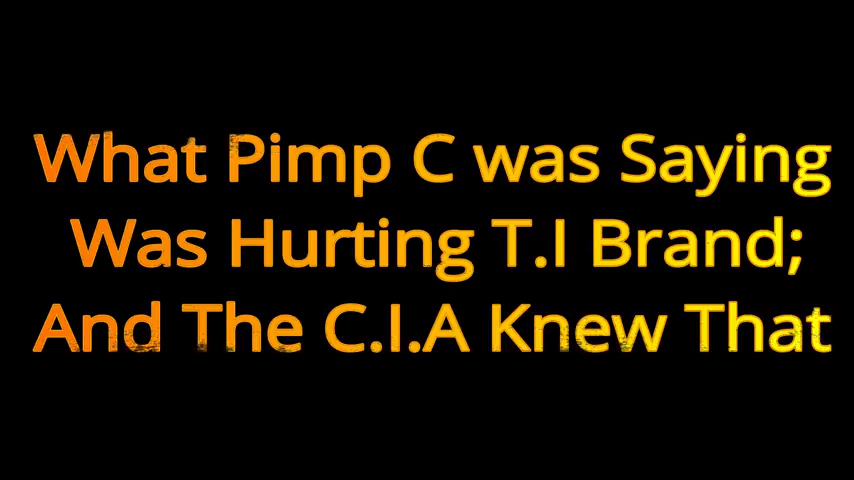 What Pimp C was Saying
Was Hurting T.I Brand;
And The C.I.A Knew That